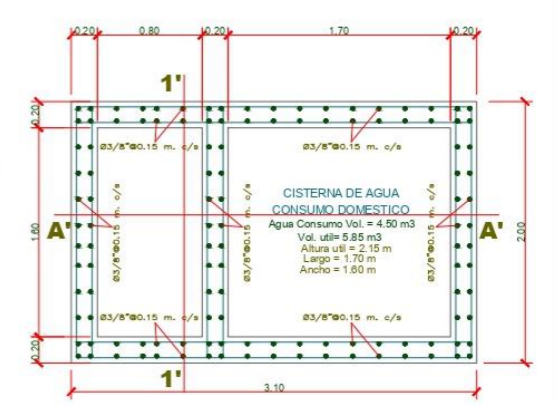 0.20 0.80 0.20 1.70 0.20
1'
0.20
Ø3/8"@0.15 m. c/s Ø3/8"@0.15 m. c/s
Ø3/8"@0.15 m. c/s
Ø3/8"@0.15 m. c/s
Ø3/8"@0.15 m. c/s
CISTERNA DE AGUA
CONSUMO DOMESTICO
Agua Consumo Vol. = 4.50 m3
Vol. util= 5.85 m3
Altura util = 2.15 m
Largo = 1.70 m
Ancho = 1.60 m
1.60
A'
A'
2.00
Ø3/8"@0.15 m. c/s Ø3/8"@0.15 m. c/s
0.20
1'
3.10